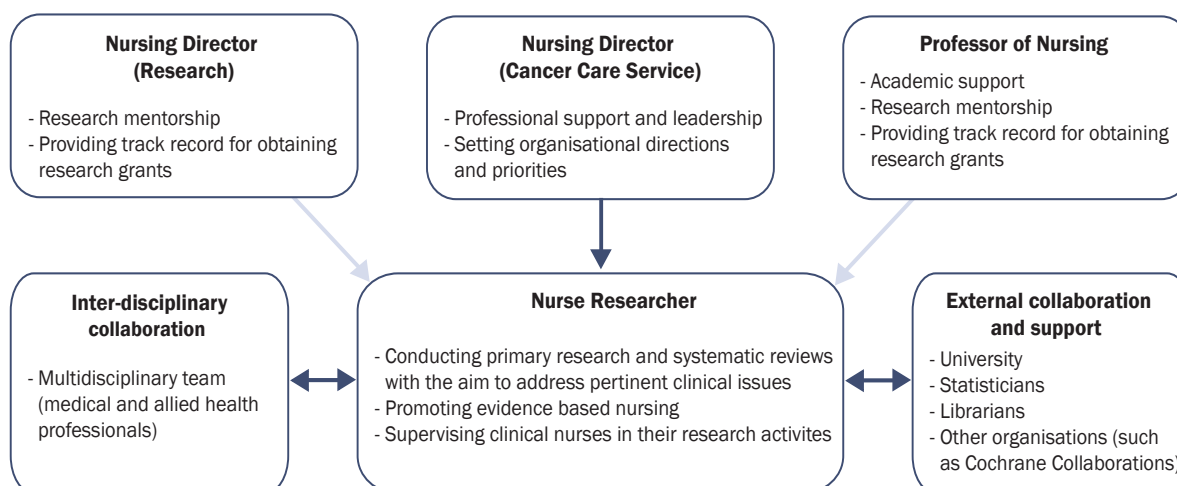 Nursing Director
(Research)
- Research mentorship
- Providing track record for obtaining
research grants
Nursing Director
(Cancer Care Service)
- Professional support and leadership
- Setting organisational directions
and priorities
Professor of Nursing
- Academic support
- Research mentorship
- Providing track record for obtaining
research grants
Inter-disciplinary
collaboration
- Multidisciplinary team
(medical and allied health
professionals)
Nurse Researcher
- Conducting primary research and systematic reviews
with the aim to address pertinent clinical issues
- Promoting evidence based nursing
- Supervising clinical nurses in their research activites
External collaboration
and support
- University
- Statisticians
- Librarians
- Other organisations (such
as Cochrane Collaborations)